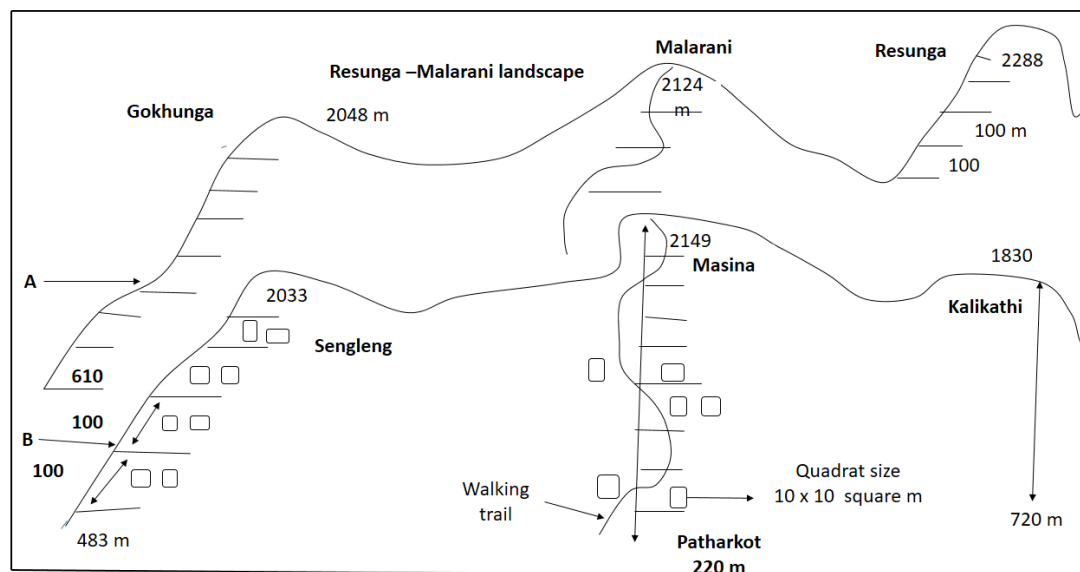 Malarani
Resunga
Resunga –Malarani landscape
2288
2124
m
Gokhunga
2048 m
100 m
100
2149
Masina
1830
A
2033
Kalikathi
Sengleng
610
100
B
100
Quadrat size
10 x 10 square m
Walking
trail
720 m
483 m
Patharkot
220 m